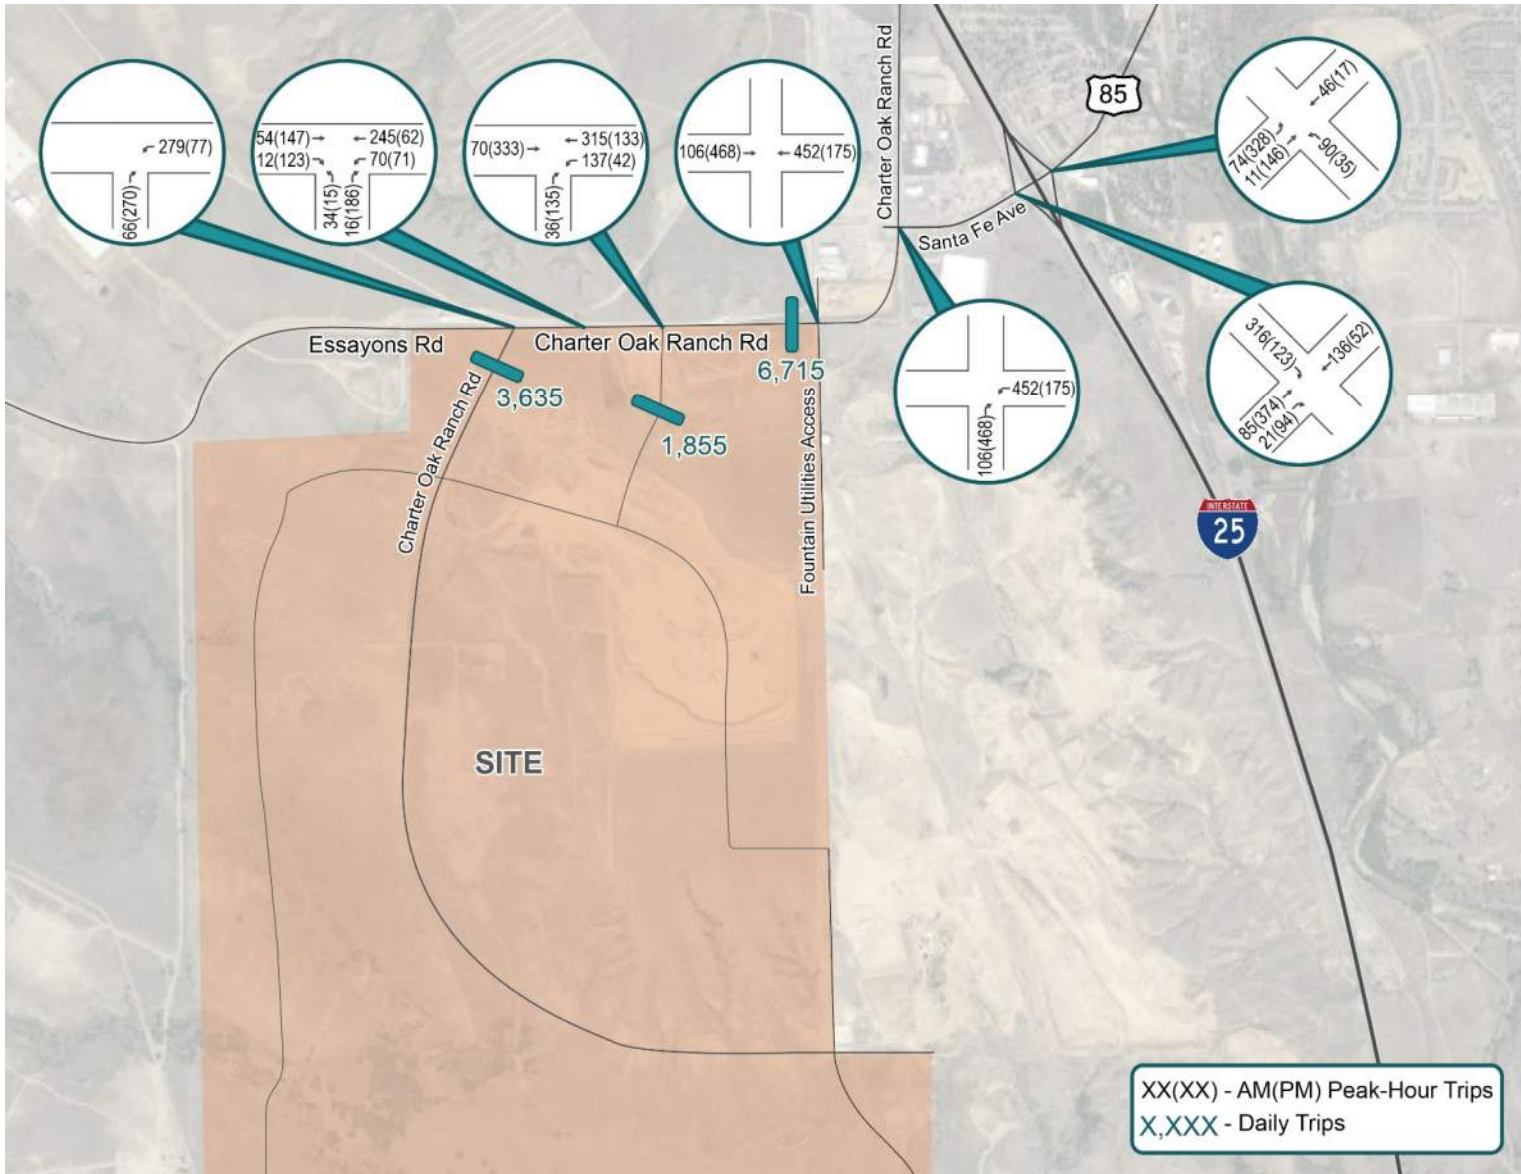 279(77)
66(270)
54(147)
245(62)
12(123)
70(71)
34(15)
16(186)
70(333)
315(133)
137(42)
36(135)
106(468)
452(175)
Charter Oak Ranch Rd
85
46(17)
74(328)
11(146)
90(35)
Santa Fe Ave
Essayons Rd
Charter Oak Ranch Rd
6,715
3,635
1,855
Charter Oak Ranch Rd
Fountain Utilities Access
452(175)
106(468)
316(123)
136(52)
85(374)
21(94)
INTERSTATE
25
SITE
XX(XX) - AM(PM) Peak-Hour Trips
X,XXX - Daily Trips